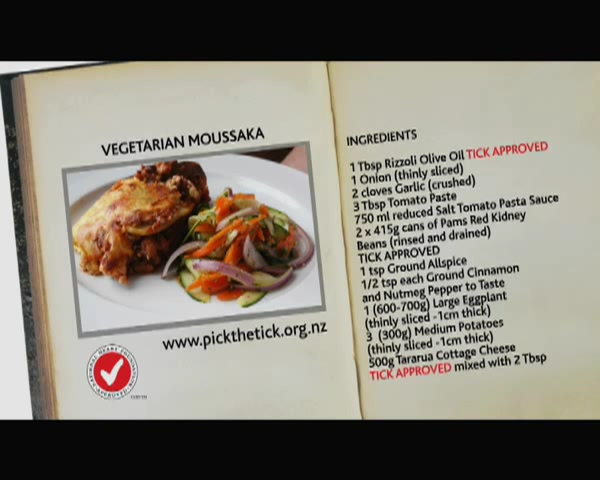 VEGETARIAN MOUSSAKA
www.pickthetick.org.nz
INGREDIENTS
1 Tbsp Rizzoli Olive Oil TICK APPROVED
1 Onion (thinly sliced)
2 cloves Garlic (crushed)
3 Tbsp Tomato Paste
750 ml reduced Salt Tomato Pasta Sauce
2 x 415g cans of Pams Red Kidney
Beans (rinsed and drained)
TICK APPROVED
1 tsp Ground Allspice
1/2 tsp each Ground Cinnamon
and Nutmeg Pepper to Taste
1 (600-700g) Large Eggplant
(thinly sliced -1cm thick)
3 (300g) Medium Potatoes
(thinly sliced -1cm thick)
500g Tararua Cottage Cheese
TICK APPROVED mixed with 2 Tbsp